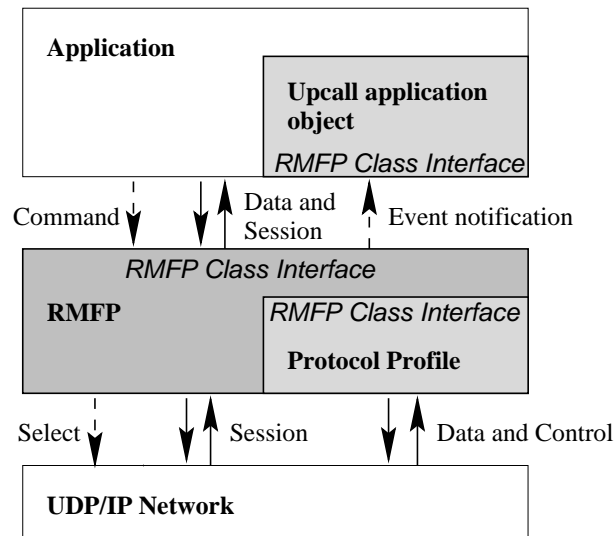 Application
Upcall application
object
RMFP Class Interface
Command
Data and
Session
Event notification
RMFP Class Interface
RMFP
RMFP Class Interface
Protocol Profile
Select
Session
Data and Control
UDP/IP Network